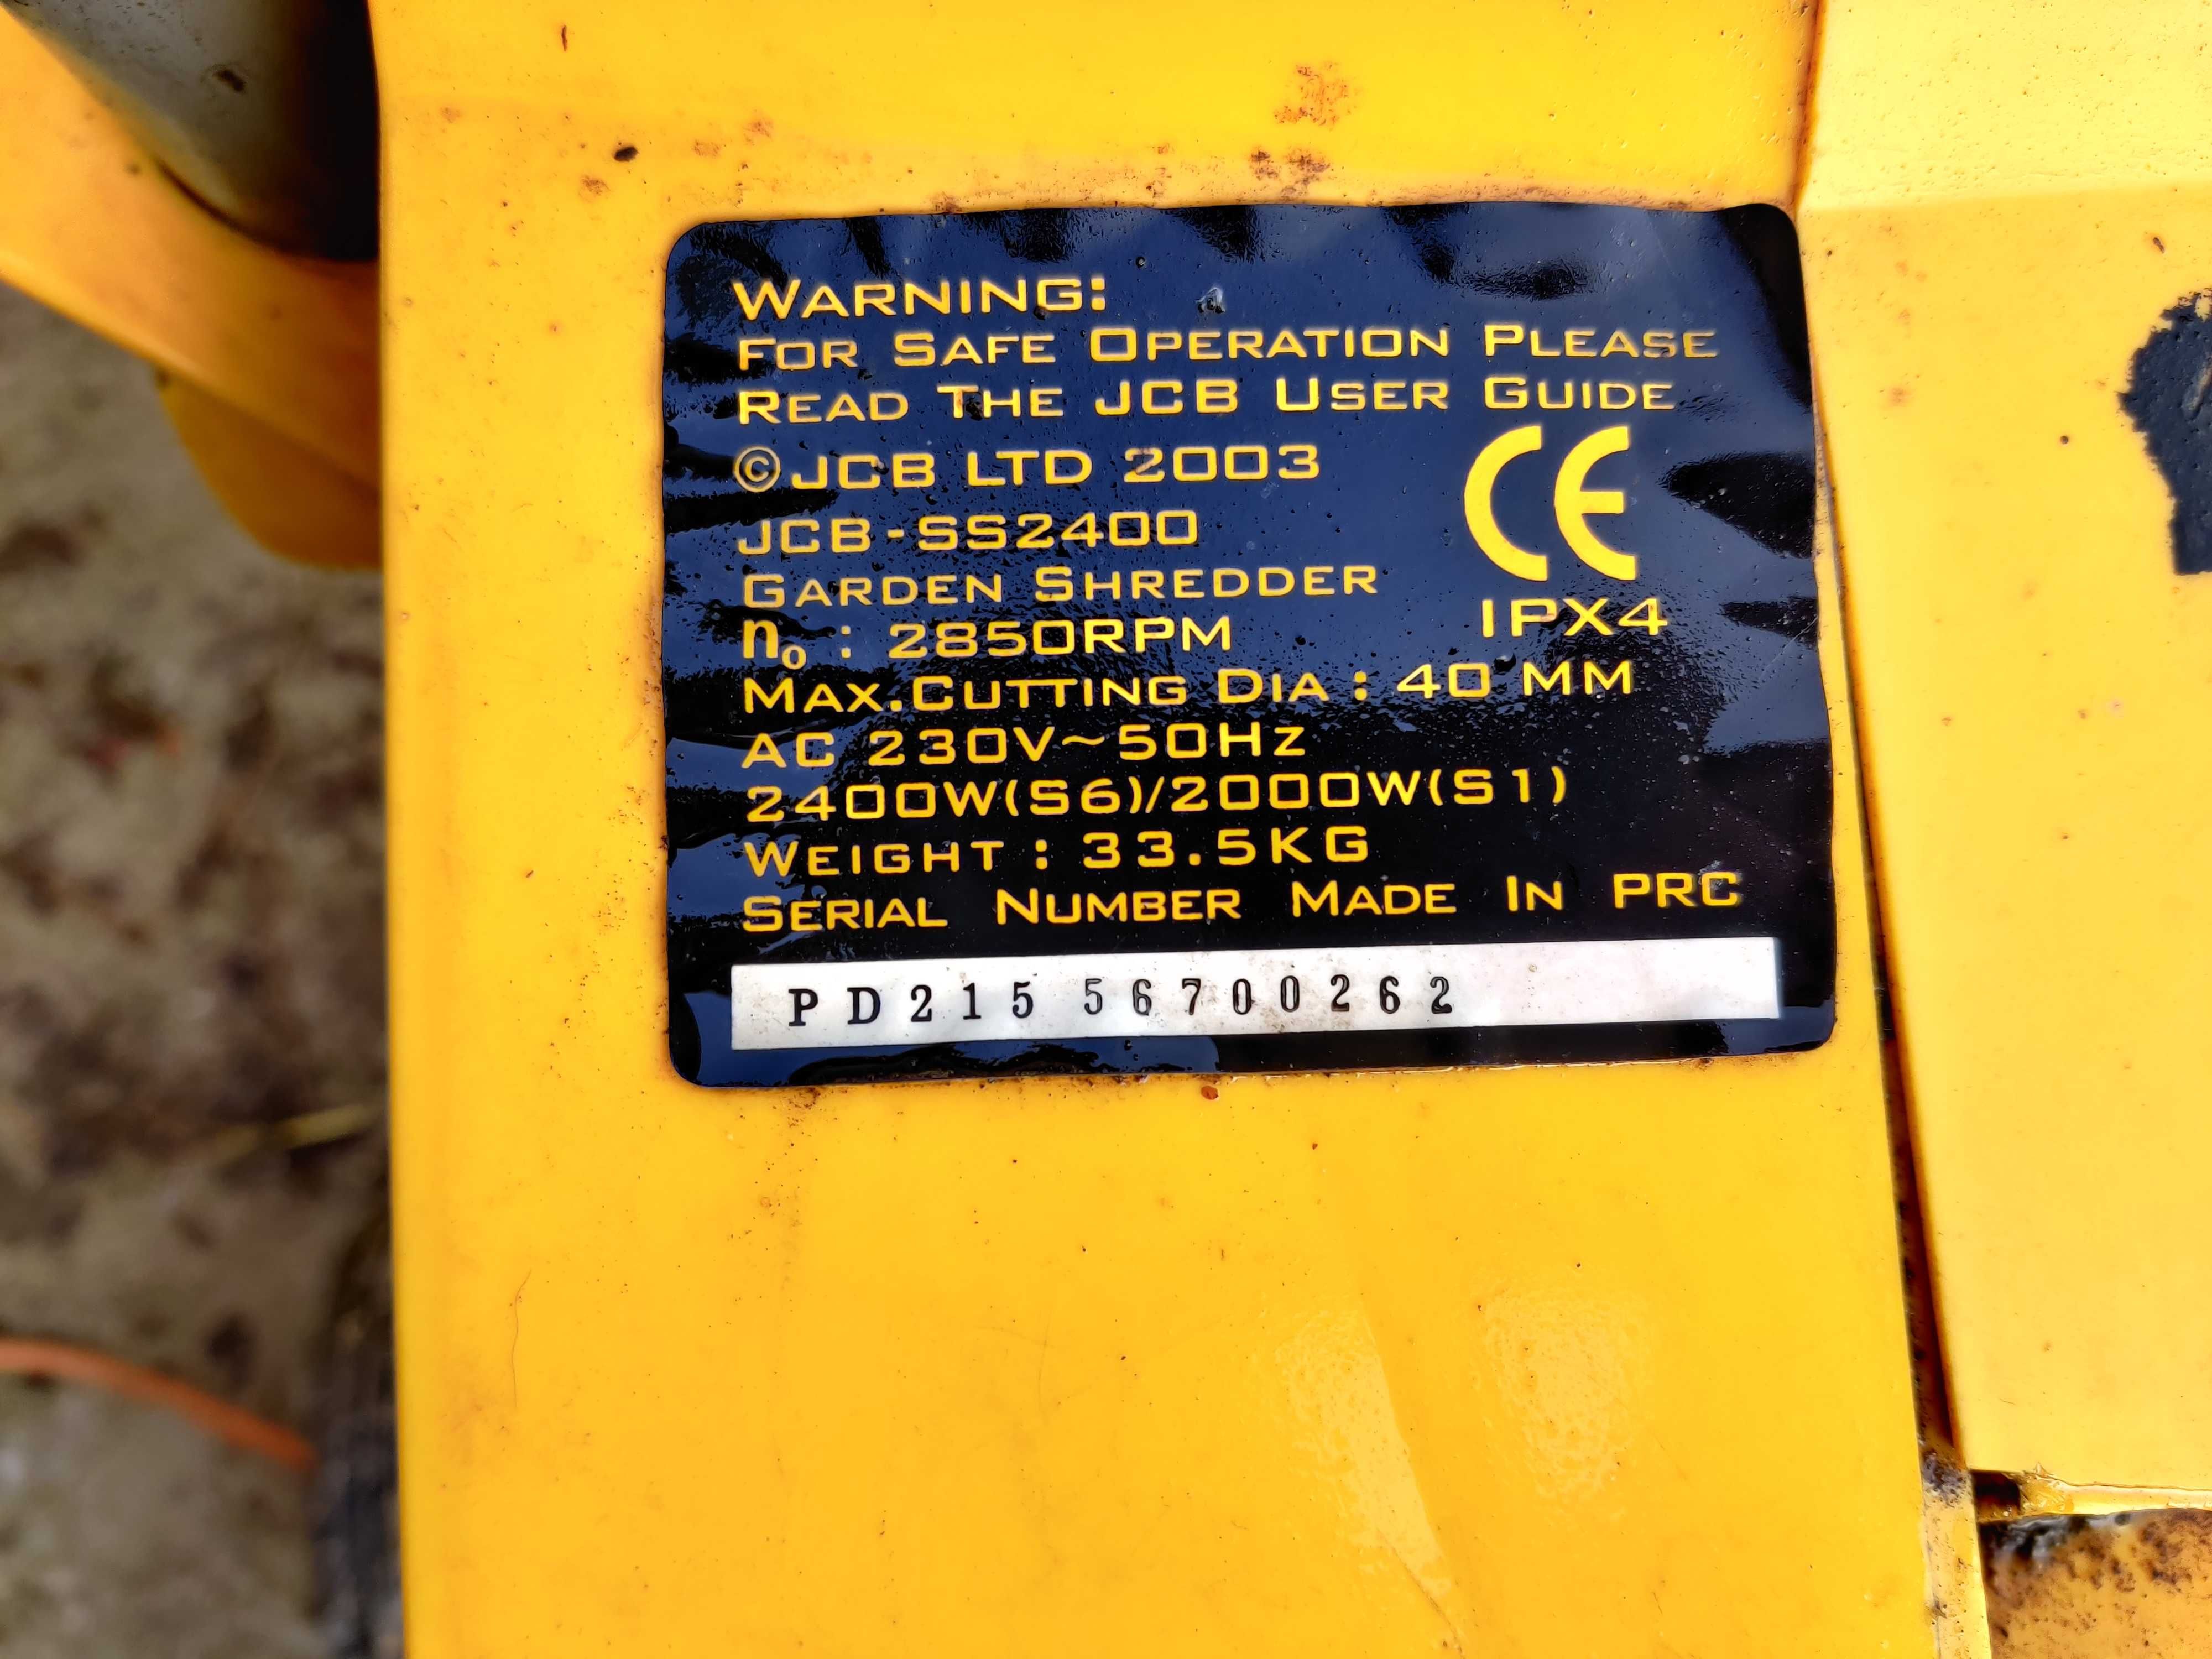 WARNING:
FOR SAFE OPERATION PLEASE
READ THE JCB USER GUIDE
©JCB LTD 2003
CE
JCB-SS2400
GARDEN SHREDDER
IPX4
n₀ : 2850RPM
MAX.CUTTING DIA : 40 MM
AC 230V~50Hz
2400W(S6)/2000W(S1)
WEIGHT : 33.5KG
SERIAL NUMBER MADE IN PRC
PD215 56700262